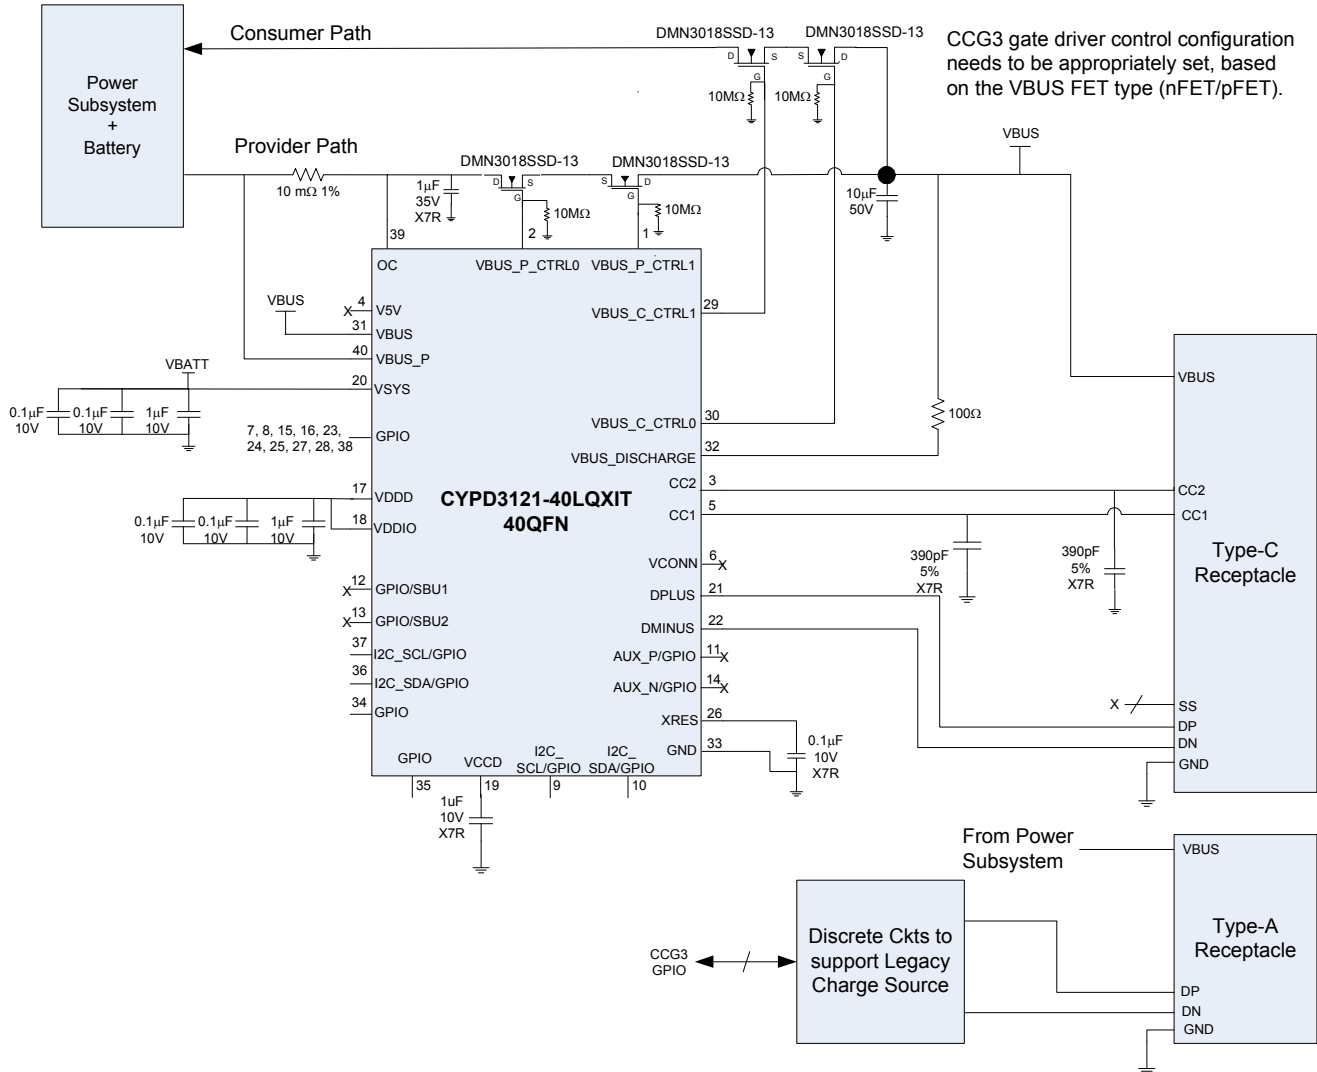 Consumer Path
DMN3018SSD-13
DMN3018SSD-13
CCG3 gate driver control configuration
needs to be appropriately set, based
on the VBUS FET type (nFET/pFET).
D
S
S
D
G
G
10MΩ
10MΩ
Power
Subsystem
+
Battery
VBUS
Provider Path
DMN3018SSD-13
DMN3018SSD-13
10 mΩ 1%
1µF
35V
X7R
D
S
S
D
G
G
10MΩ
10MΩ
10µF
50V
39
2
1
OC
VBUS_P_CTRL0
VBUS_P_CTRL1
VBUS
X
4
V5V
31
VBUS
40
VBUS_P
VBATT
20
VSYS
0.1µF
10V
0.1µF
10V
1µF
10V
7, 8, 15, 16, 23,
24, 25, 27, 28, 38
GPIO
17
VDDD
18
VDDIO
0.1µF
10V
0.1µF
10V
1µF
10V
X
12
GPIO/SBU1
X
13
GPIO/SBU2
37
I2C_SCL/GPIO
36
I2C_SDA/GPIO
34
GPIO
CYPD3121-40LQXIT
40QFN
VBUS_C_CTRL1
29
VBUS_C_CTRL0
30
VBUS_DISCHARGE
32
100Ω
CC2
3
CC1
5
VCONN
6
X
DPLUS
21
DMINUS
22
AUX_P/GPIO
11
X
AUX_N/GPIO
14
X
XRES
26
GND
33
0.1µF
10V
X7R
390pF
5%
X7R
390pF
5%
X7R
GPIO
35
VCCD
19
I2C_
SCL/GPIO
9
I2C_
SDA/GPIO
10
1uF
10V
X7R
VBUS
CC2
CC1
Type-C
Receptacle
X
SS
DP
DN
GND
From Power
Subsystem
VBUS
Type-A
Receptacle
DP
DN
GND
CCG3
GPIO
Discrete Ckts to
support Legacy
Charge Source